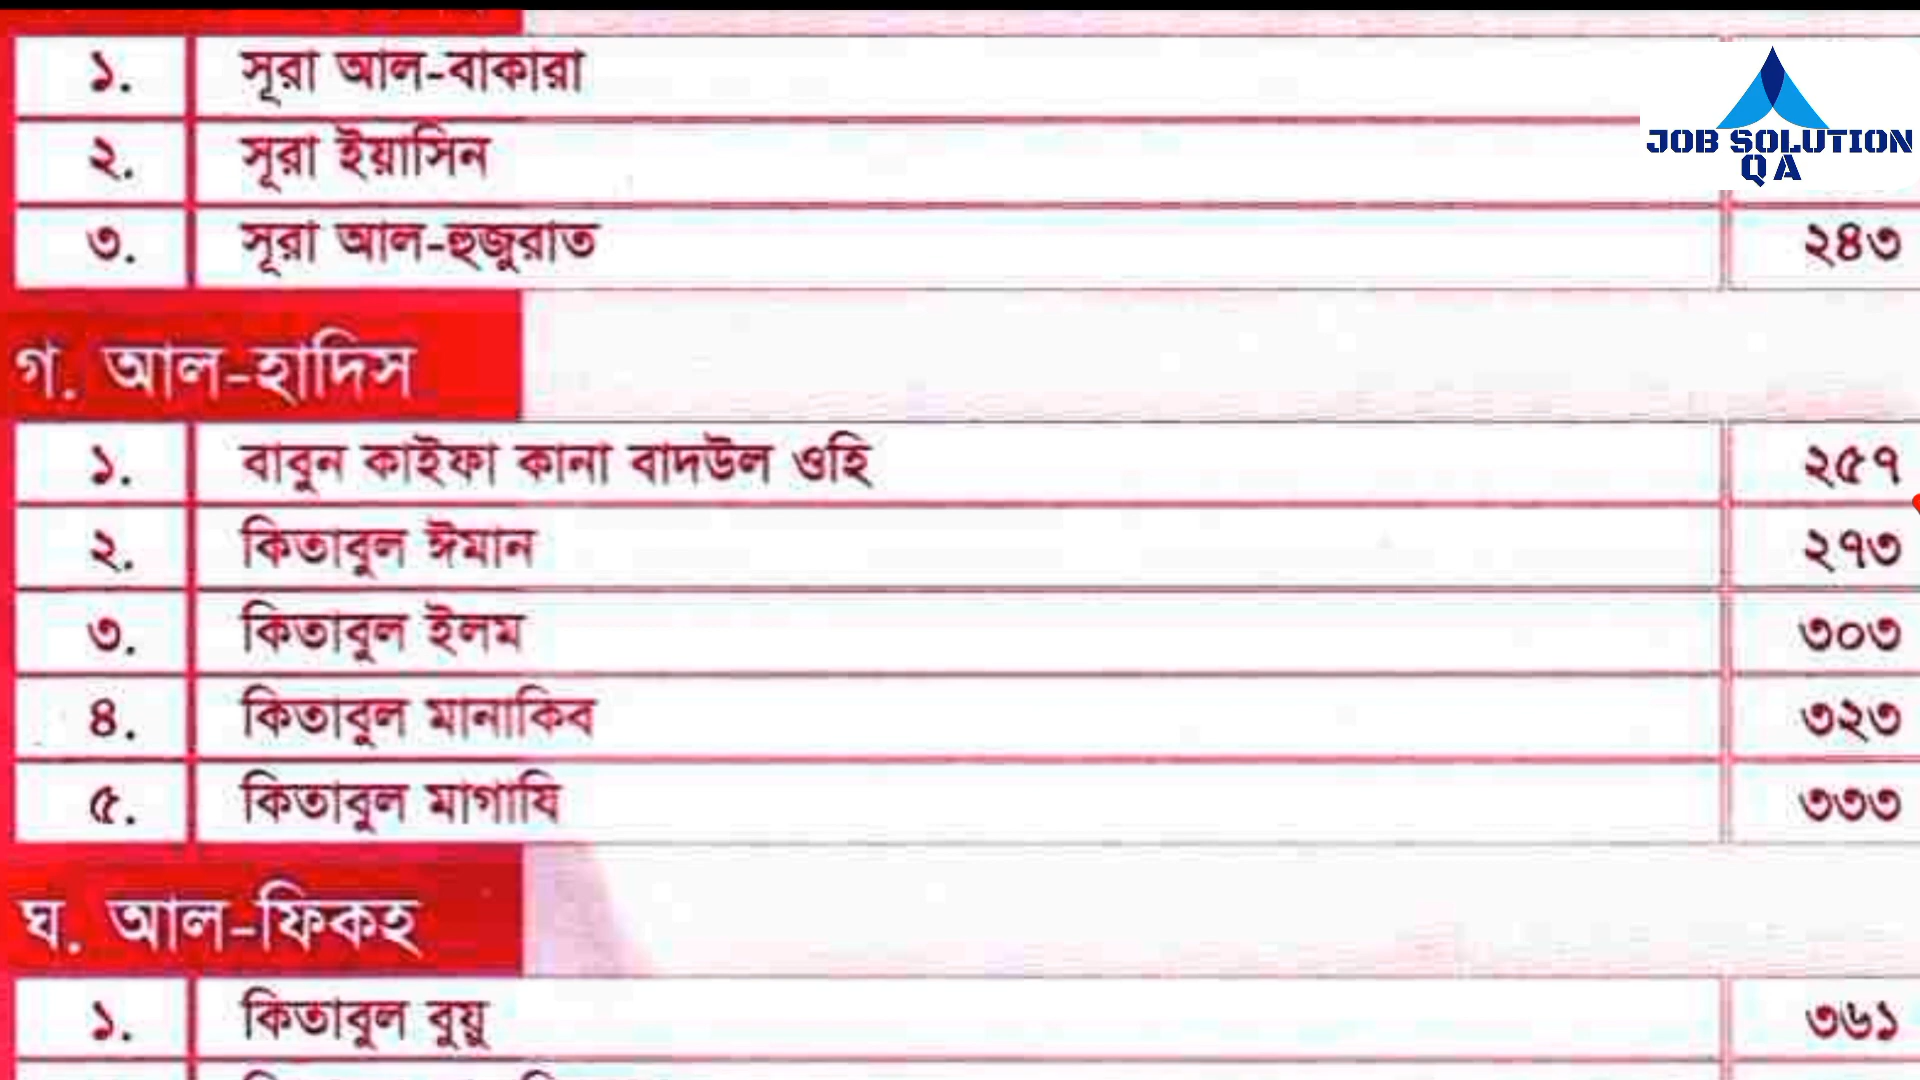 ১. সূরা আল-বাকারা
JOB SOLUTION
QA
২. সূরা ইয়াসিন
৩. সূরা আল-হুজুরাত ২৪৩
গ. আল-হাদিস
১. বাবুন কাইফা কানা বাদউল ওহি ২৫৭
২. কিতাবুল ঈমান ২৭৩
৩. কিতাবুল ইলম ৩০৩
৪. কিতাবুল মানাকিব ৩২৩
৫. কিতাবুল মাগাযি ৩৩৩
ঘ. আল-ফিকহ
১. কিতাবুল বুয়ু ৩৬১